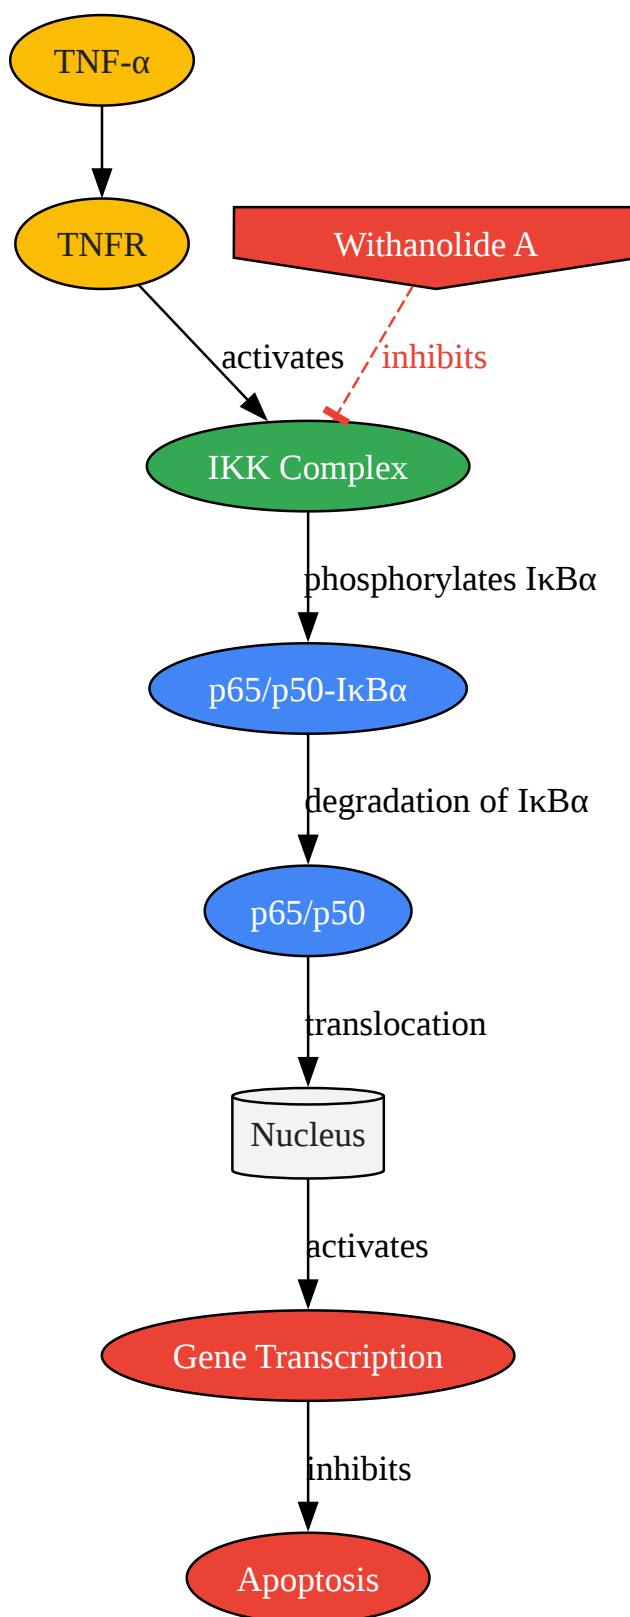 TNF-α
TNFR
Withanolide A
activates
inhibits
IKK Complex
phosphorylates IκBα
p65/p50-IκBα
degradation of IκBα
p65/p50
translocation
Nucleus
activates
Gene Transcription
inhibits
Apoptosis